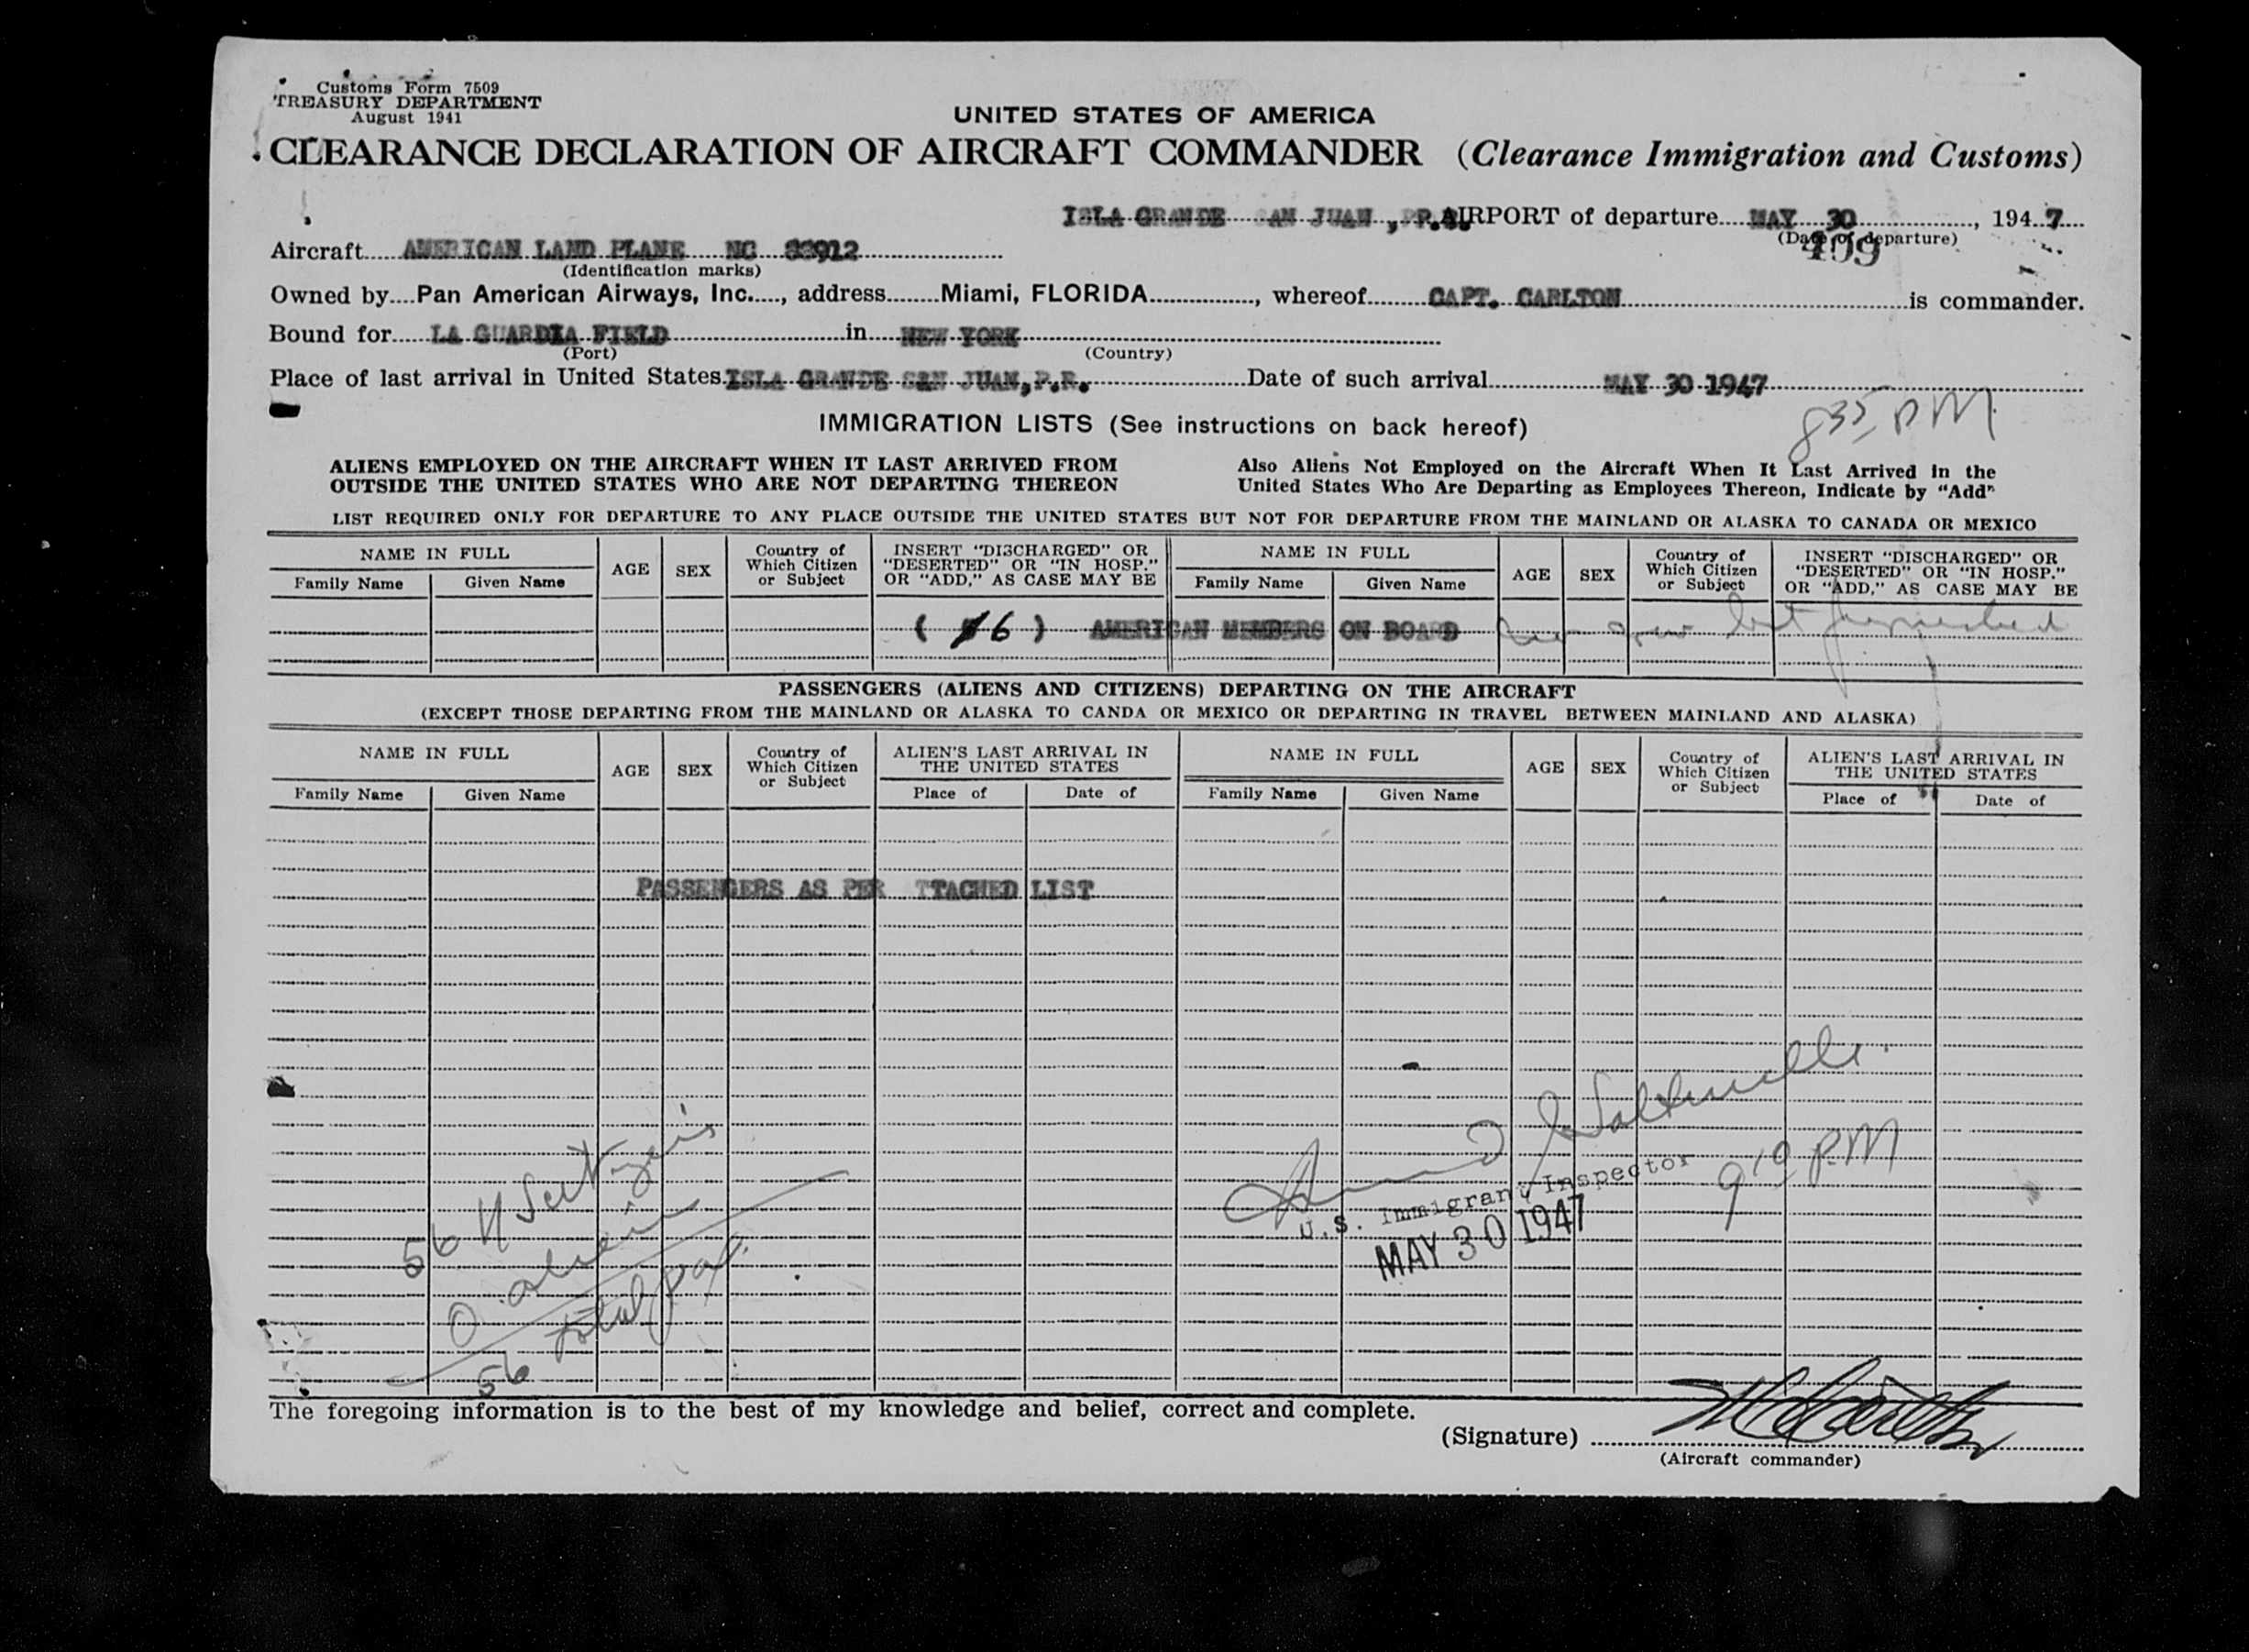 Customs Form 7509
TREASURY DEPARTMENT
August 1941
UNITED STATES OF AMERICA
CLEARANCE DECLARATION OF AIRCRAFT COMMANDER (Clearance Immigration and Customs)
ISLA GRANDE AN JUAN, P.R. AIRPORT of departure MAY 30, 1947
(Date of departure)
499
Aircraft AMERICAN LAND PLANE NC 88912
(Identification marks)
Owned by Pan American Airways, Inc., address Miami, FLORIDA, whereof CAPT. CARLTON is commander.
Bound for LA GUARDIA FIELD in NEW YORK
(Port) (Country)
Place of last arrival in United States ISLA GRANDE SAN JUAN, P.R. Date of such arrival MAY 30 1947
835 PM
IMMIGRATION LISTS (See instructions on back hereof)
ALIENS EMPLOYED ON THE AIRCRAFT WHEN IT LAST ARRIVED FROM
OUTSIDE THE UNITED STATES WHO ARE NOT DEPARTING THEREON
Also Aliens Not Employed on the Aircraft When It Last Arrived in the
United States Who Are Departing as Employees Thereon, Indicate by "Add"
LIST REQUIRED ONLY FOR DEPARTURE TO ANY PLACE OUTSIDE THE UNITED STATES BUT NOT FOR DEPARTURE FROM THE MAINLAND OR ALASKA TO CANADA OR MEXICO
NAME IN FULL
Family Name Given Name
AGE SEX
Country of Which Citizen or Subject
INSERT "DISCHARGED" OR "DESERTED" OR "IN HOSP." OR "ADD," AS CASE MAY BE
NAME IN FULL
Family Name Given Name
AGE SEX
Country of Which Citizen or Subject
INSERT "DISCHARGED" OR "DESERTED" OR "IN HOSP." OR "ADD," AS CASE MAY BE
( 6 ) AMERICAN MEMBERS ON BOARD list
PASSENGERS (ALIENS AND CITIZENS) DEPARTING ON THE AIRCRAFT
(EXCEPT THOSE DEPARTING FROM THE MAINLAND OR ALASKA TO CANDA OR MEXICO OR DEPARTING IN TRAVEL BETWEEN MAINLAND AND ALASKA)
NAME IN FULL
Family Name Given Name
AGE SEX
Country of Which Citizen or Subject
ALIEN'S LAST ARRIVAL IN THE UNITED STATES
Place of Date of
NAME IN FULL
Family Name Given Name
AGE SEX
Country of Which Citizen or Subject
ALIEN'S LAST ARRIVAL IN THE UNITED STATES
Place of Date of
PASSENGERS AS PER TTACHED LIST
56 U S citizens
0 aliens
56 total pax.
U.S. Immigrant Inspector
910 P.M
MAY 30 1947
The foregoing information is to the best of my knowledge and belief, correct and complete.
(Signature)
(Aircraft commander)